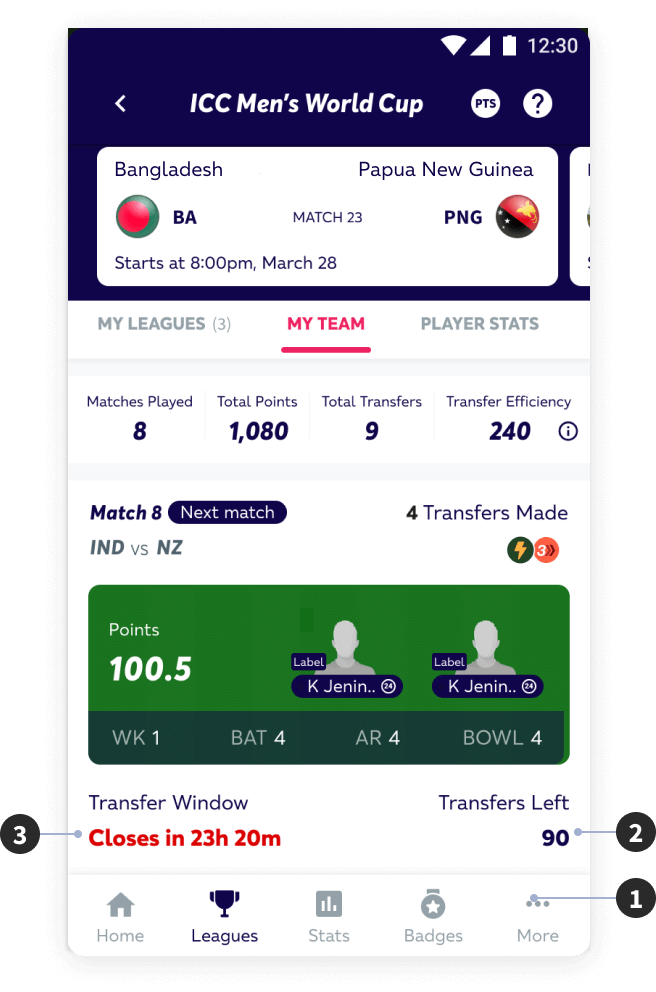 12:30
ICC Men's World Cup PTS ?
Bangladesh Papua New Guinea
BA MATCH 23 PNG
Starts at 8:00pm, March 28
MY LEAGUES (3) MY TEAM PLAYER STATS
Matches Played Total Points Total Transfers Transfer Efficiency
8 1,080 9 240
Match 8 Next match 4 Transfers Made
IND vs NZ 3
Points
100.5
Label Label
K Jenin.. 24 K Jenin.. 24
WK 1 BAT 4 AR 4 BOWL 4
Transfer Window Transfers Left
3 Closes in 23h 20m 90 2
1
Home Leagues Stats Badges More